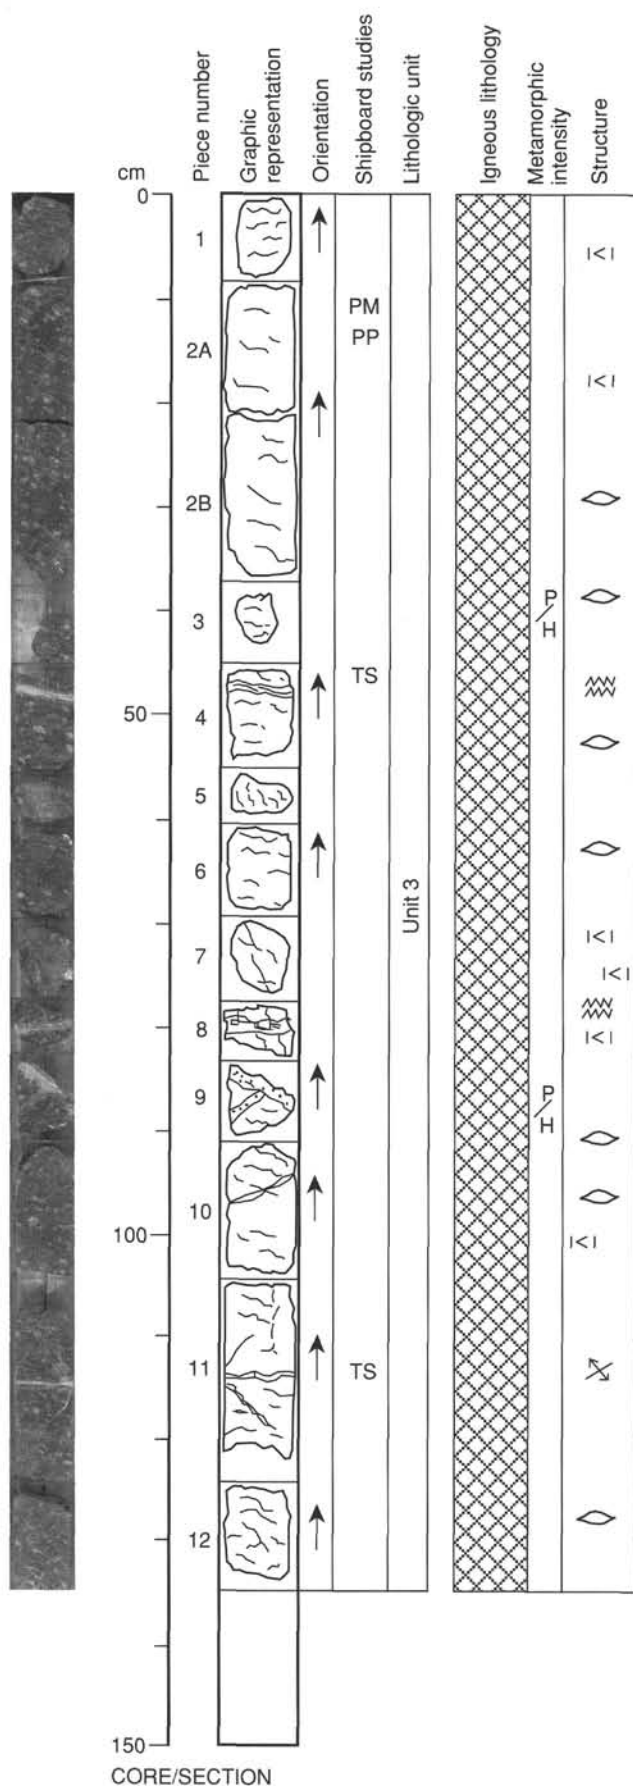 cm
Piece number
Graphic
representation
Orientation
Shipboard studies
Lithologic unit
Igneous lithology
Metamorphic
intensity
Structure
0
1
2A
PM
PP
2B
3
P/H
TS
50
4
5
6
Unit 3
7
8
9
P/H
10
100
11
TS
12
150
CORE/SECTION